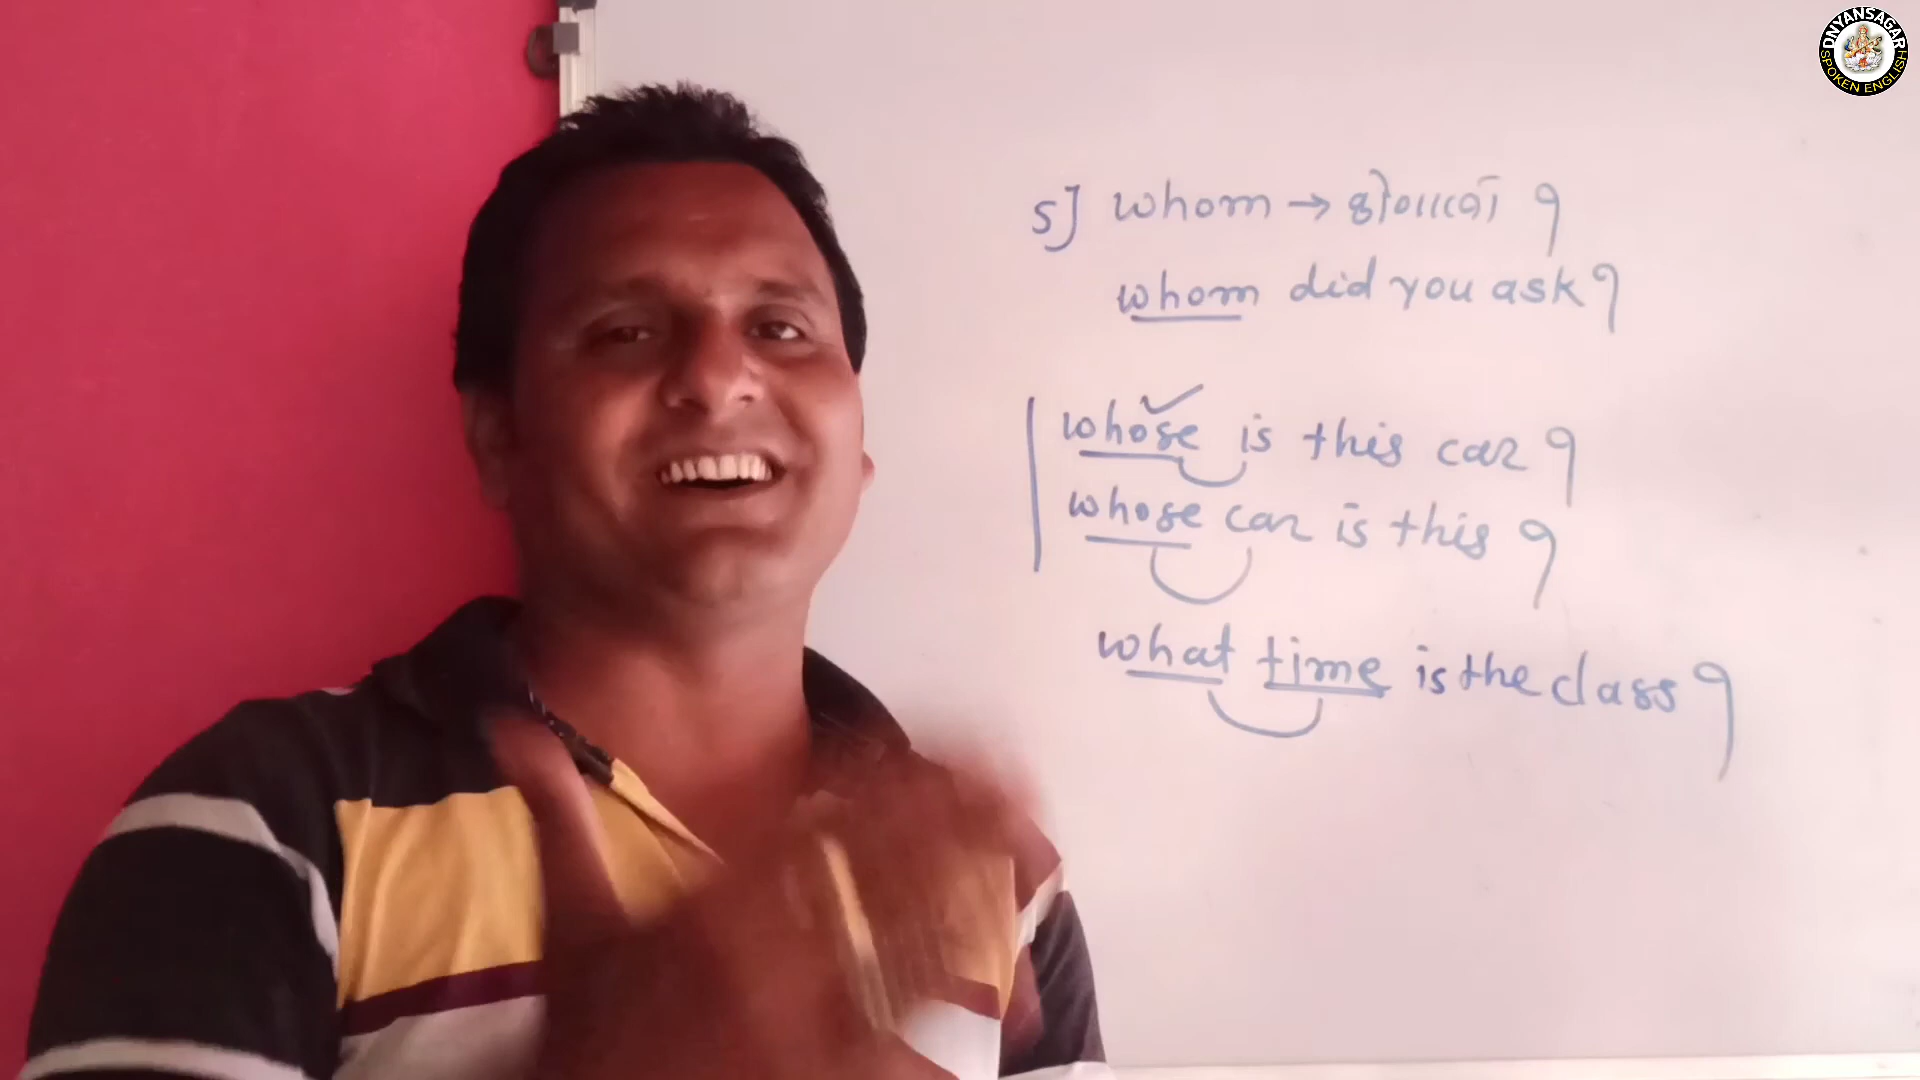 DNYANSAGAR
SPOKEN ENGLISH
5] whom → कोणाला ?
whom did you ask ?
whose is this car ?
whose car is this ?
what time is the class ?